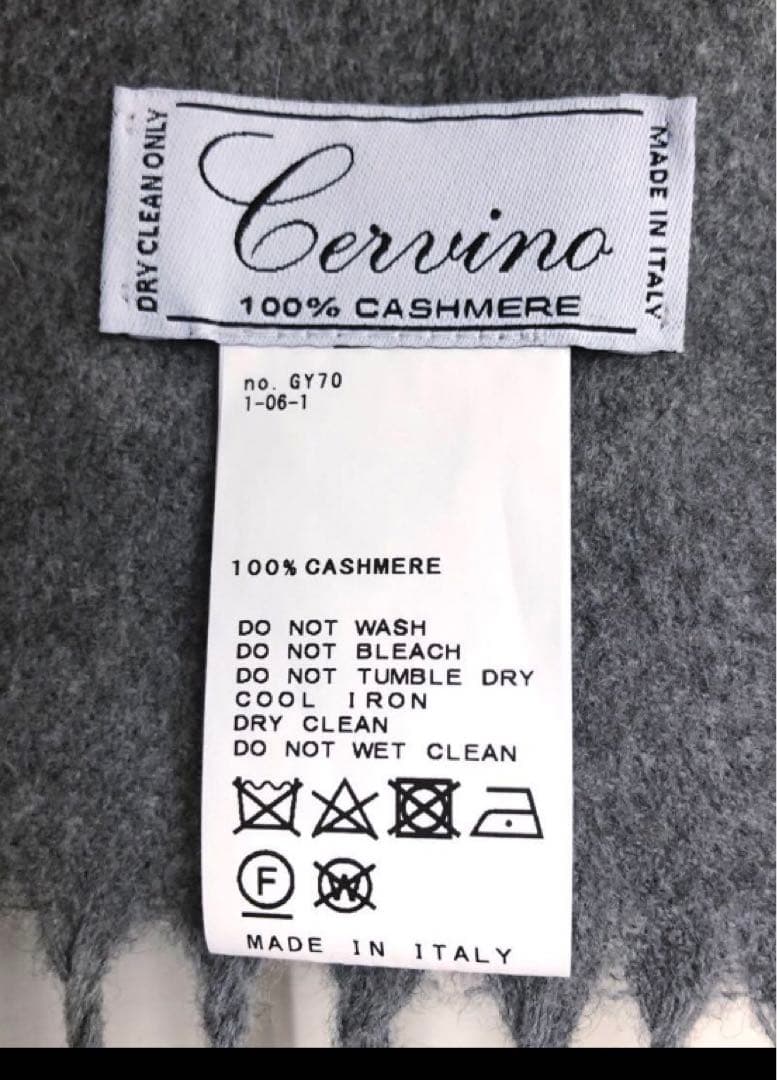 DRY CLEAN ONLY
Cervino
100% CASHMERE
MADE IN ITALY
no. GY70
1-06-1
100% CASHMERE
DO NOT WASH
DO NOT BLEACH
DO NOT TUMBLE DRY
COOL IRON
DRY CLEAN
DO NOT WET CLEAN
F W
MADE IN ITALY